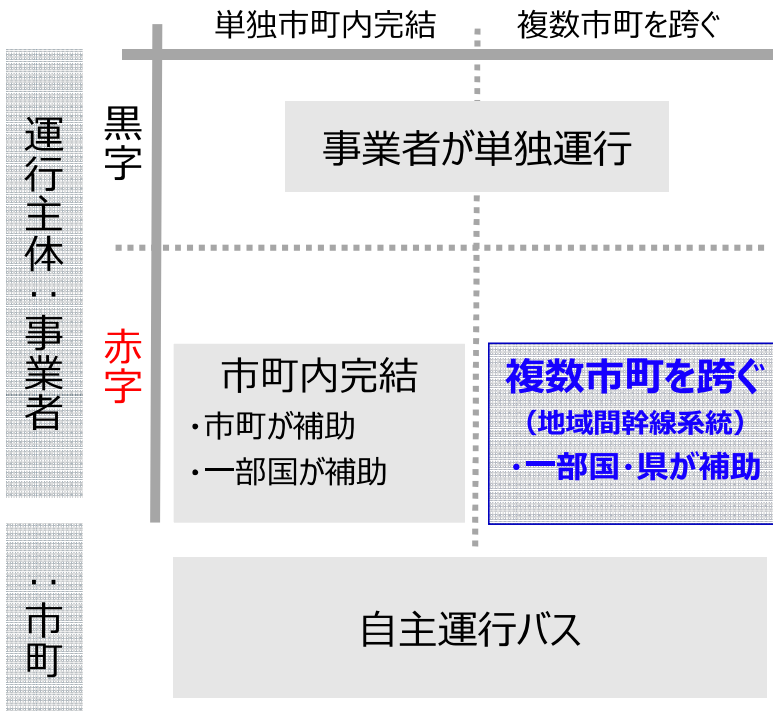 単独市町内完結
複数市町を跨ぐ
運行主体:事業者
黒字
事業者が単独運行
赤字
市町内完結
・市町が補助
・一部国が補助
複数市町を跨ぐ
（地域間幹線系統）
・一部国・県が補助
:市町
自主運行バス